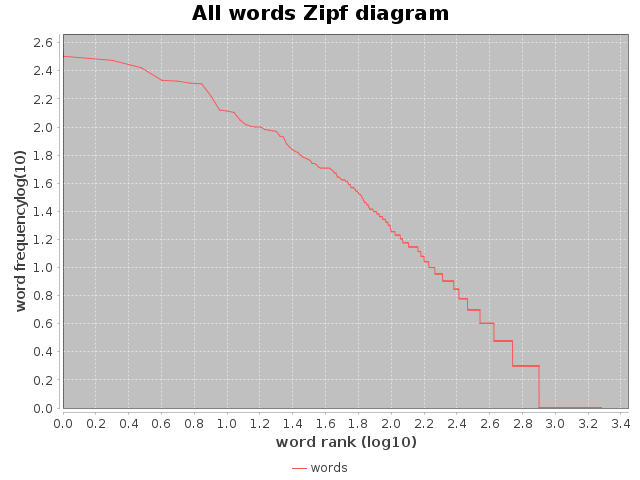 All words Zipf diagram
word frequencylog(10)
2.6
2.4
2.2
2.0
1.8
1.6
1.4
1.2
1.0
0.8
0.6
0.4
0.2
0.0
0.0 0.2 0.4 0.6 0.8 1.0 1.2 1.4 1.6 1.8 2.0 2.2 2.4 2.6 2.8 3.0 3.2 3.4
word rank (log10)
words